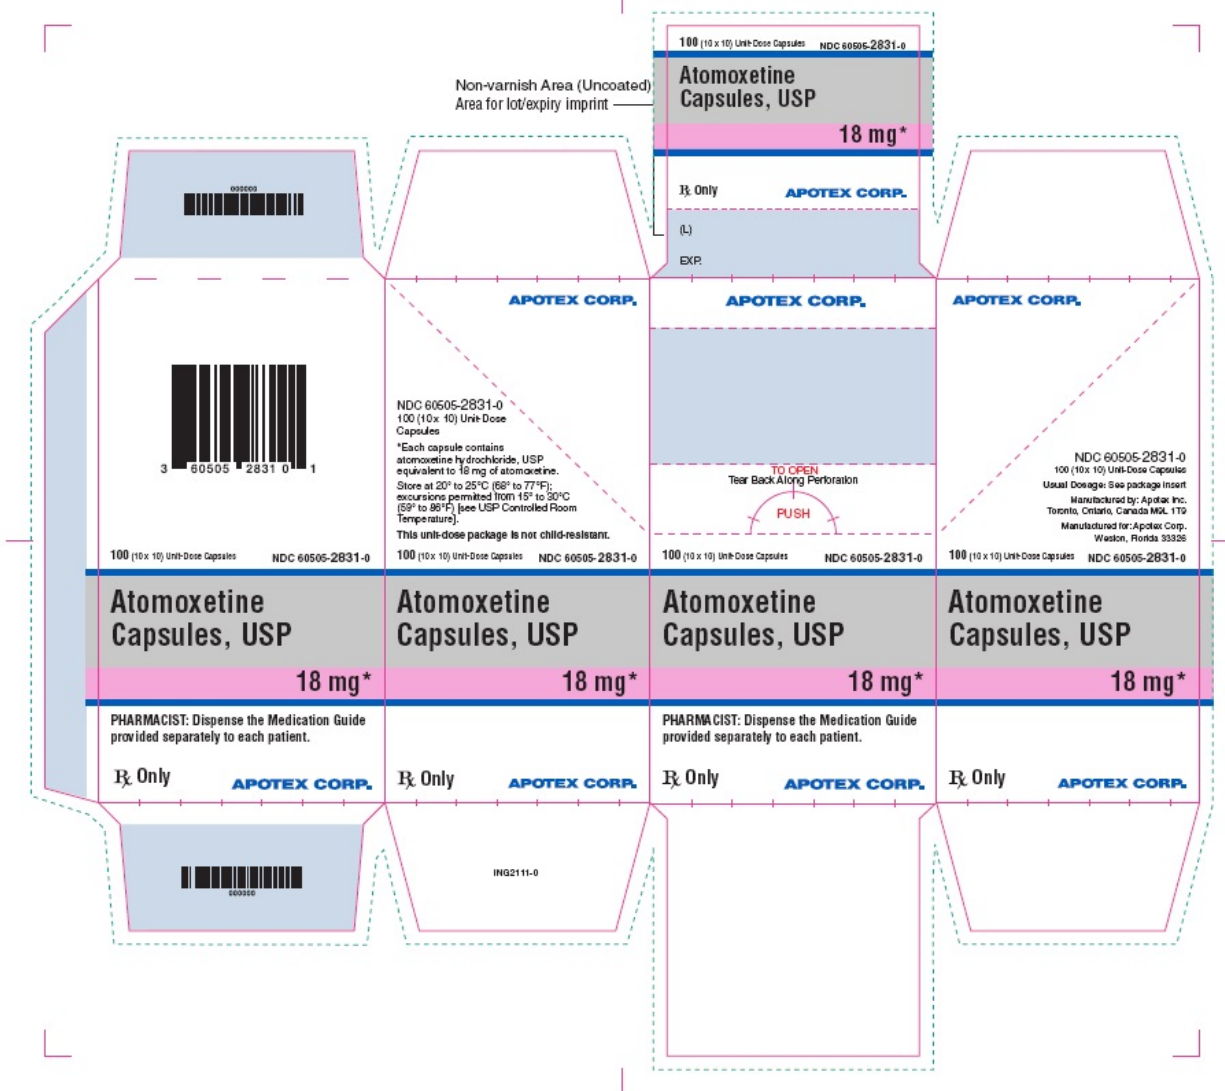 100 (10 x 10) Unit-Dose Capsules NDC 60505-2831-0
Atomoxetine
Capsules, USP
18 mg*
℞ Only APOTEX CORP.
Non-varnish Area (Uncoated)
Area for lot/expiry imprint
(L)
EXP.
000000
3 60505 2831 0 1
100 (10 x 10) Unit-Dose Capsules NDC 60505-2831-0
Atomoxetine
Capsules, USP
18 mg*
PHARMACIST: Dispense the Medication Guide
provided separately to each patient.
℞ Only APOTEX CORP.
000000
APOTEX CORP.
NDC 60505-2831-0
100 (10 x 10) Unit-Dose
Capsules
*Each capsule contains
atomoxetine hydrochloride, USP
equivalent to 18 mg of atomoxetine.
Store at 20° to 25°C (68° to 77°F);
excursions permitted from 15° to 30°C
(59° to 86°F) [see USP Controlled Room
Temperature].
This unit-dose package is not child-resistant.
100 (10 x 10) Unit-Dose Capsules NDC 60505-2831-0
Atomoxetine
Capsules, USP
18 mg*
℞ Only APOTEX CORP.
ING2111-0
APOTEX CORP.
TO OPEN
Tear Back Along Perforation
PUSH
100 (10 x 10) Unit-Dose Capsules NDC 60505-2831-0
Atomoxetine
Capsules, USP
18 mg*
PHARMACIST: Dispense the Medication Guide
provided separately to each patient.
℞ Only APOTEX CORP.
APOTEX CORP.
NDC 60505-2831-0
100 (10 x 10) Unit-Dose Capsules
Usual Dosage: See package insert
Manufactured by: Apotex Inc.
Toronto, Ontario, Canada M9L 1T9
Manufactured for: Apotex Corp.
Weston, Florida 33326
100 (10 x 10) Unit-Dose Capsules NDC 60505-2831-0
Atomoxetine
Capsules, USP
18 mg*
℞ Only APOTEX CORP.